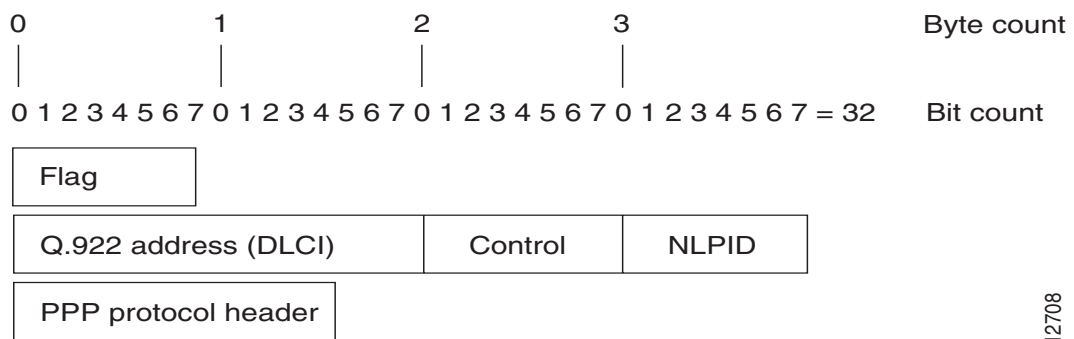 0 1 2 3 Byte count
0 1 2 3 4 5 6 7 0 1 2 3 4 5 6 7 0 1 2 3 4 5 6 7 0 1 2 3 4 5 6 7 = 32 Bit count
Flag
Q.922 address (DLCI) Control NLPID
PPP protocol header
12708